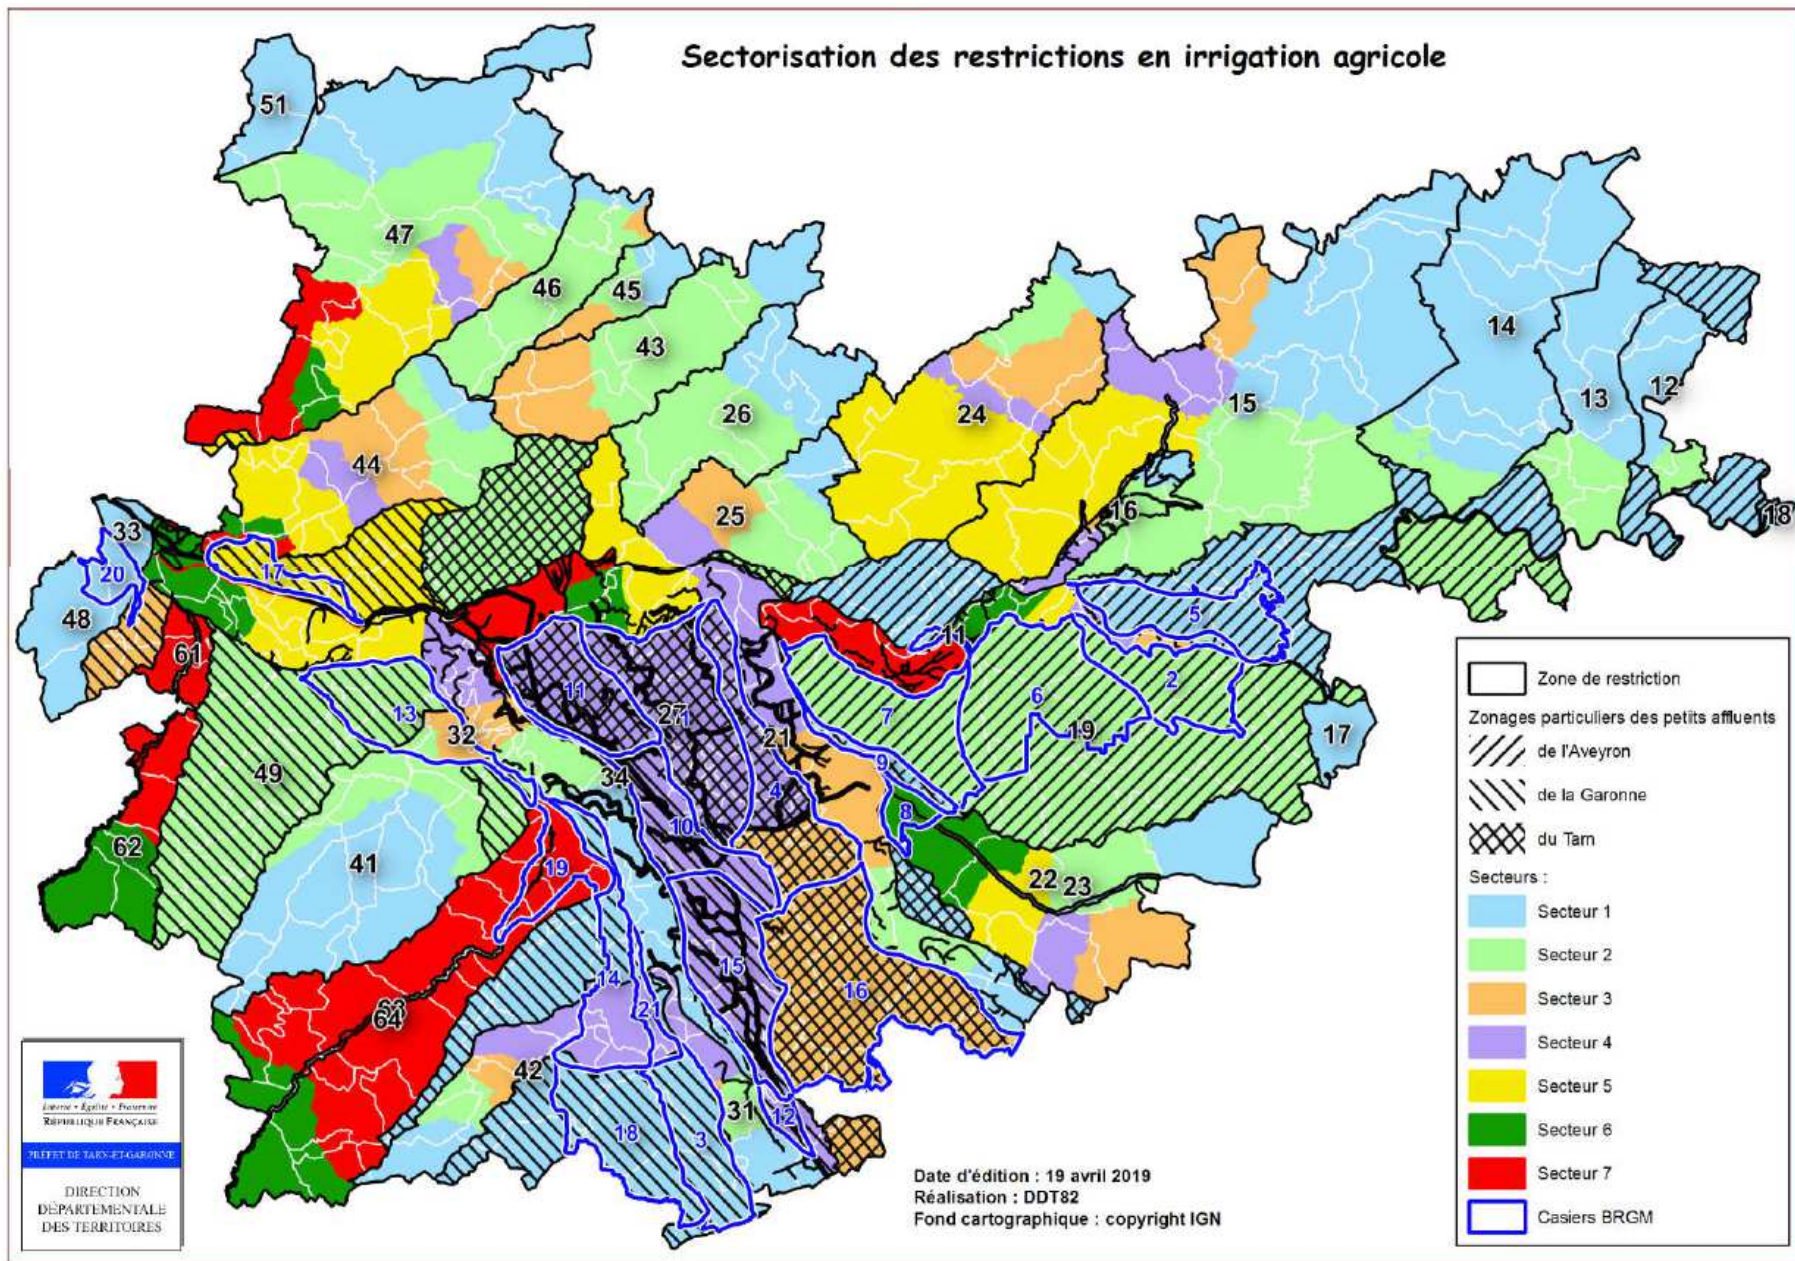 Sectorisation des restrictions en irrigation agricole
51
47
46
45
43
26
44
25
24
15
14
13
12
16
18
33
20
17
48
61
11
5
49
13
32
11
27
1
21
7
6
2
19
17
34
9
4
8
10
62
41
19
22
23
14
15
16
63
64
21
42
31
12
18
3
Zone de restriction
Zonages particuliers des petits affluents
de l'Aveyron
de la Garonne
du Tarn
Secteurs :
Secteur 1
Secteur 2
Secteur 3
Secteur 4
Secteur 5
Secteur 6
Secteur 7
Casiers BRGM
Liberté • Égalité • Fraternité
RÉPUBLIQUE FRANÇAISE
PRÉFET DE TARN-ET-GARONNE
DIRECTION
DÉPARTEMENTALE
DES TERRITOIRES
Date d'édition : 19 avril 2019
Réalisation : DDT82
Fond cartographique : copyright IGN